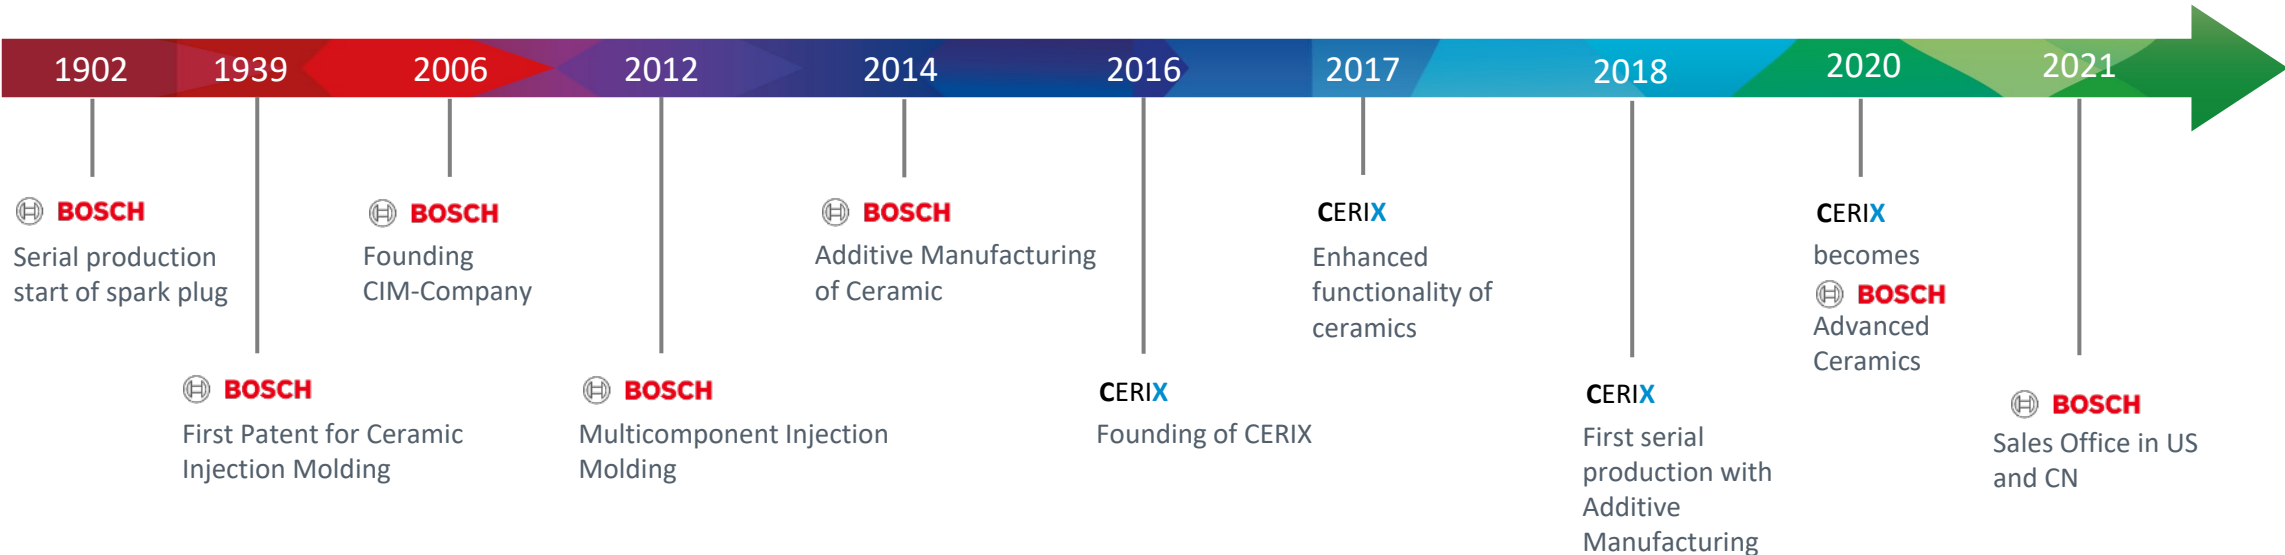 1902 1939 2006 2012 2014 2016 2017 2018 2020 2021
BOSCH
Serial production
start of spark plug
BOSCH
First Patent for Ceramic
Injection Molding
BOSCH
Founding
CIM-Company
BOSCH
Multicomponent Injection
Molding
BOSCH
Additive Manufacturing
of Ceramic
CERIX
Founding of CERIX
CERIX
Enhanced
functionality of
ceramics
CERIX
First serial
production with
Additive
Manufacturing
CERIX
becomes
BOSCH
Advanced
Ceramics
BOSCH
Sales Office in US
and CN